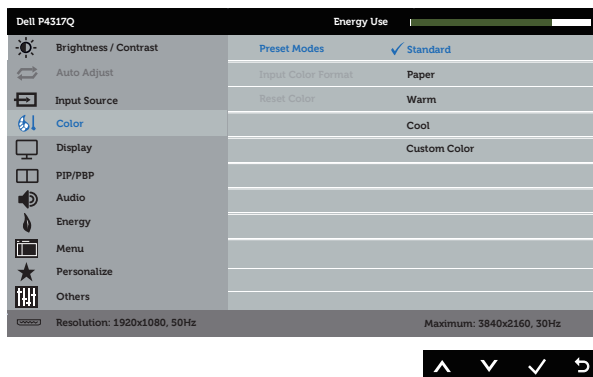 Dell P4317Q Energy Use
Brightness / Contrast Preset Modes Standard
Auto Adjust Input Color Format Paper
Input Source Reset Color Warm
Color Cool
Display Custom Color
PIP/PBP
Audio
Energy
Menu
Personalize
Others
Resolution: 1920x1080, 50Hz Maximum: 3840x2160, 30Hz